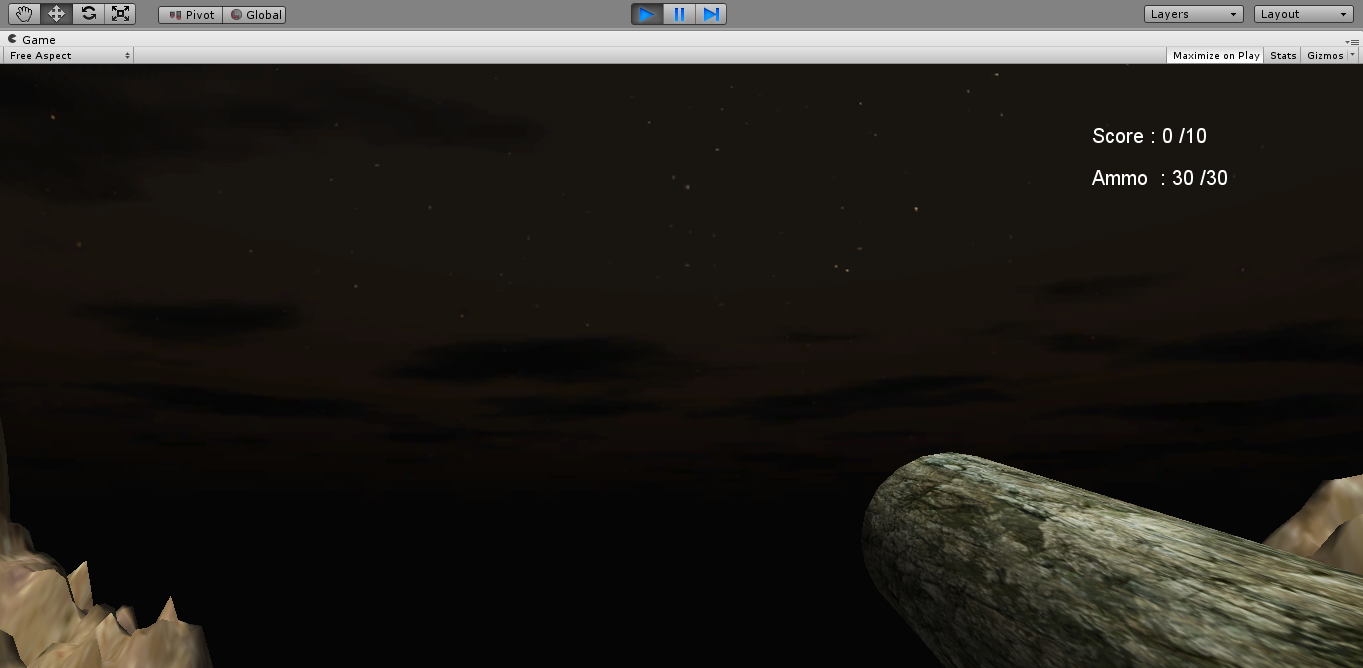 Pivot Global Layers Layout
Game
Free Aspect Maximize on Play Stats Gizmos
Score : 0 /10
Ammo : 30 /30